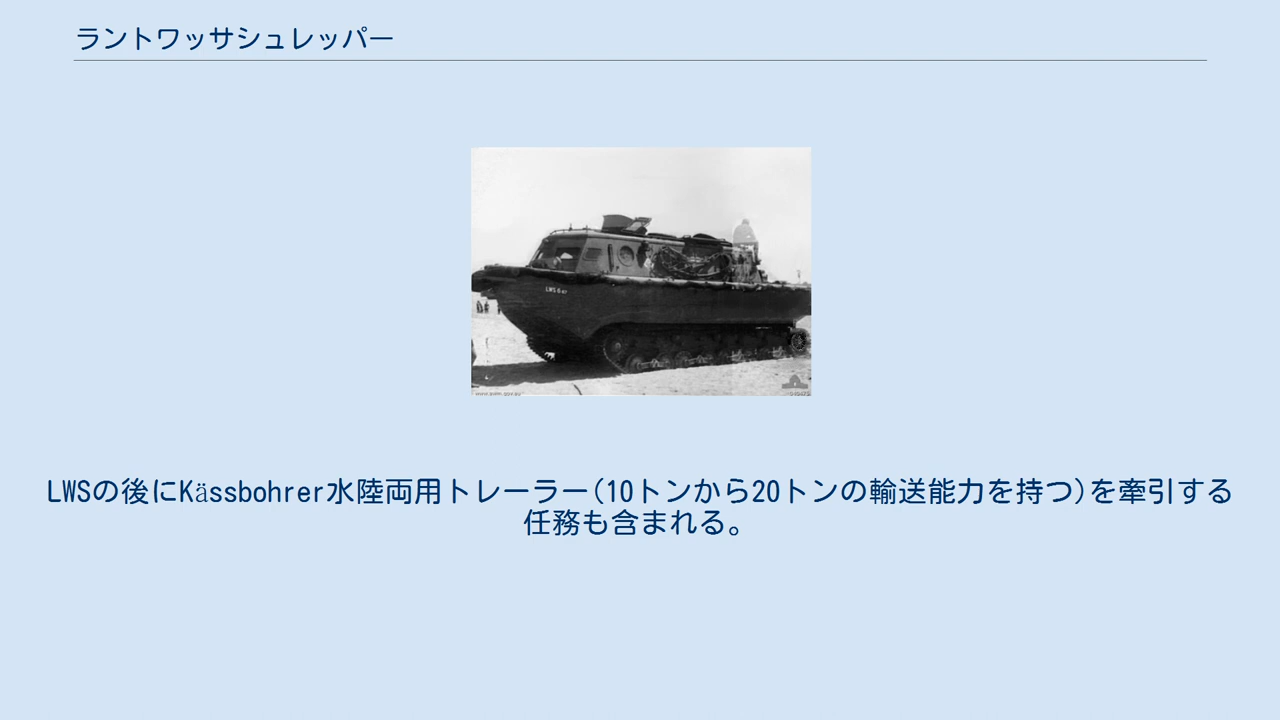 ラントワッサシュレッパー
LWSの後にKässbohrer水陸両用トレーラー(10トンから20トンの輸送能力を持つ)を牽引する
任務も含まれる。